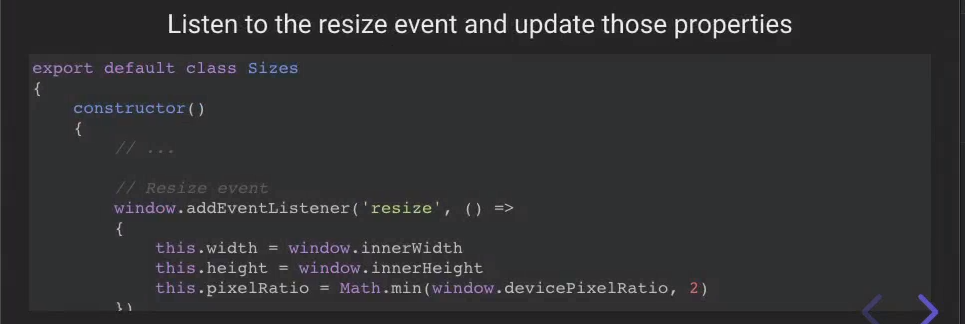 Listen to the resize event and update those properties
export default class Sizes
{
    constructor()
    {
        // ...
        // Resize event
        window.addEventListener('resize', () =>
        {
            this.width = window.innerWidth
            this.height = window.innerHeight
            this.pixelRatio = Math.min(window.devicePixelRatio, 2)
        })